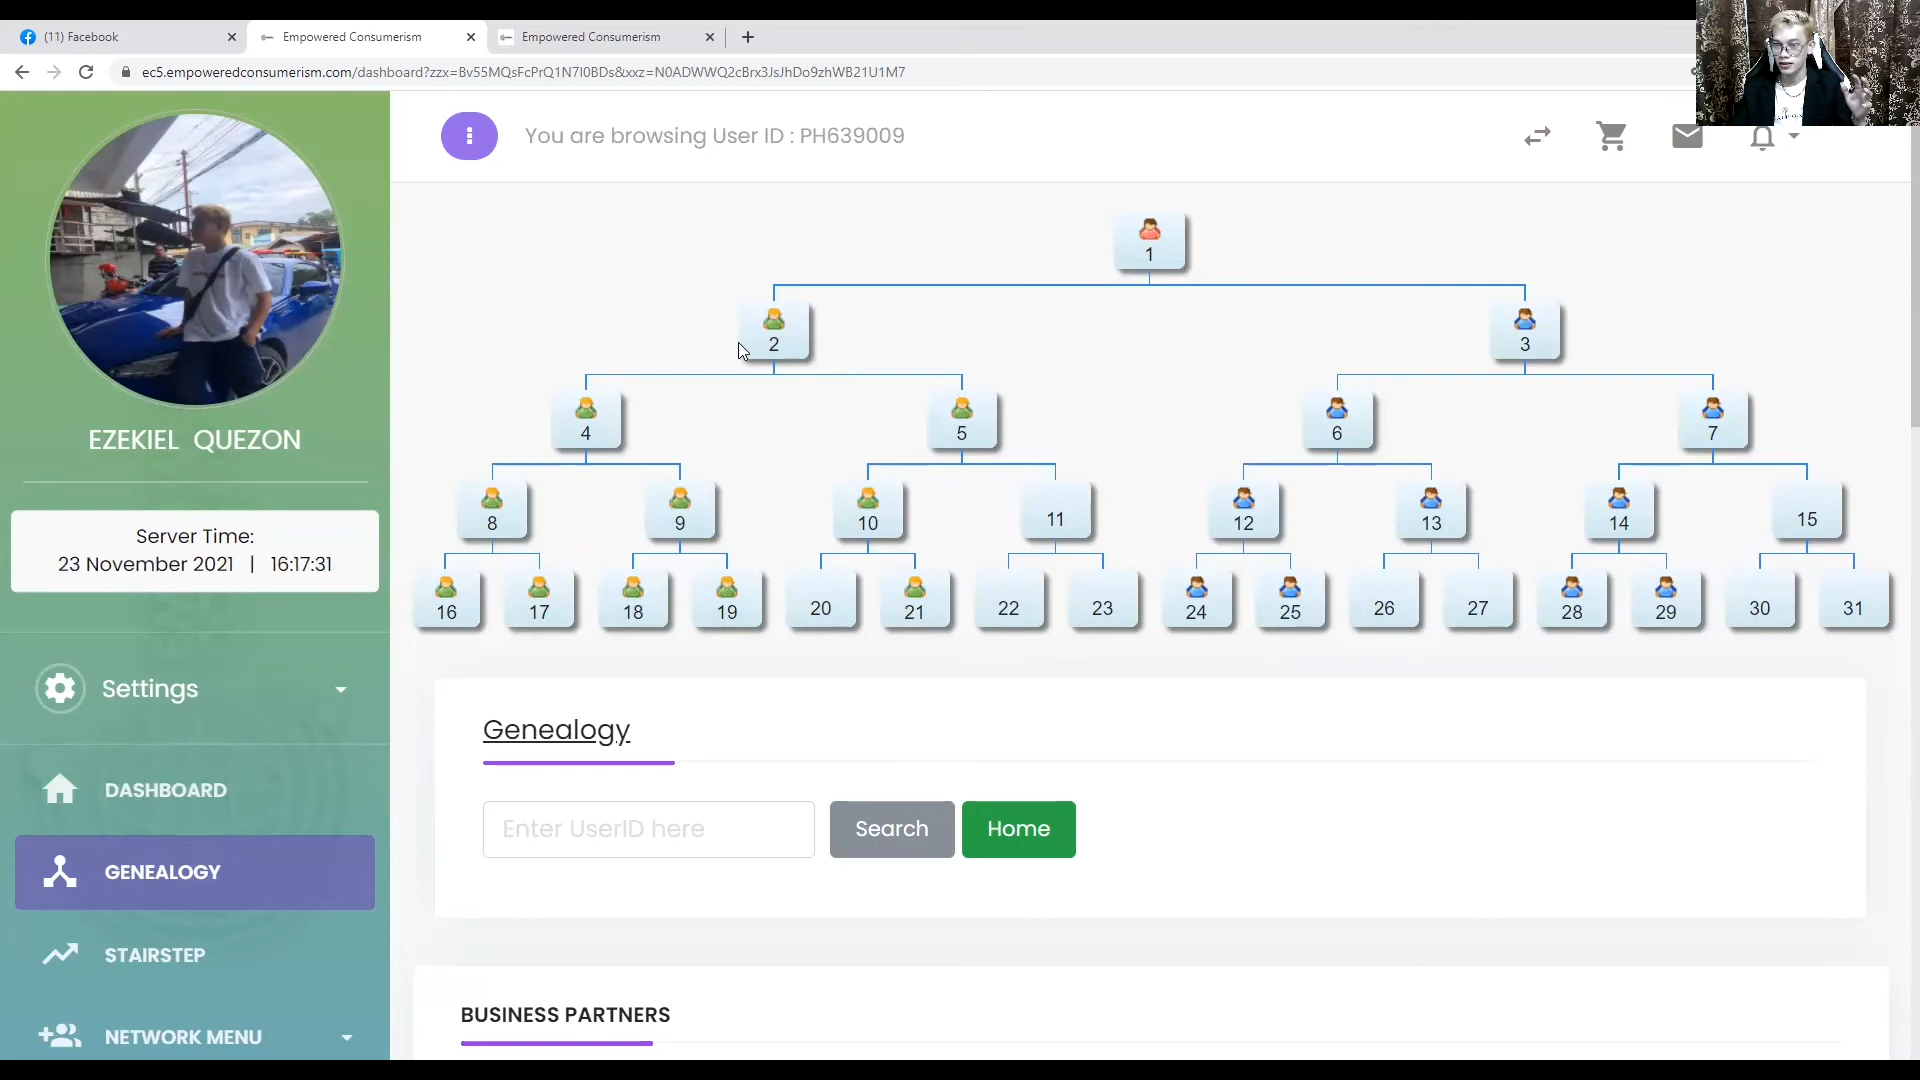 (11) Facebook
Empowered Consumerism
Empowered Consumerism
ec5.empoweredconsumerism.com/dashboard?zzx=Bv55MQsFcPrQ1N7I0BDs&xxz=N0ADWWQ2cBrx3JsJhDo9zhWB21U1M7
You are browsing User ID : PH639009
1
2 3
4 5 6 7
8 9 10 11 12 13 14 15
16 17 18 19 20 21 22 23 24 25 26 27 28 29 30 31
EZEKIEL QUEZON
Server Time:
23 November 2021 | 16:17:31
Settings
DASHBOARD
GENEALOGY
STAIRSTEP
NETWORK MENU
Genealogy
Enter UserID here
Search
Home
BUSINESS PARTNERS